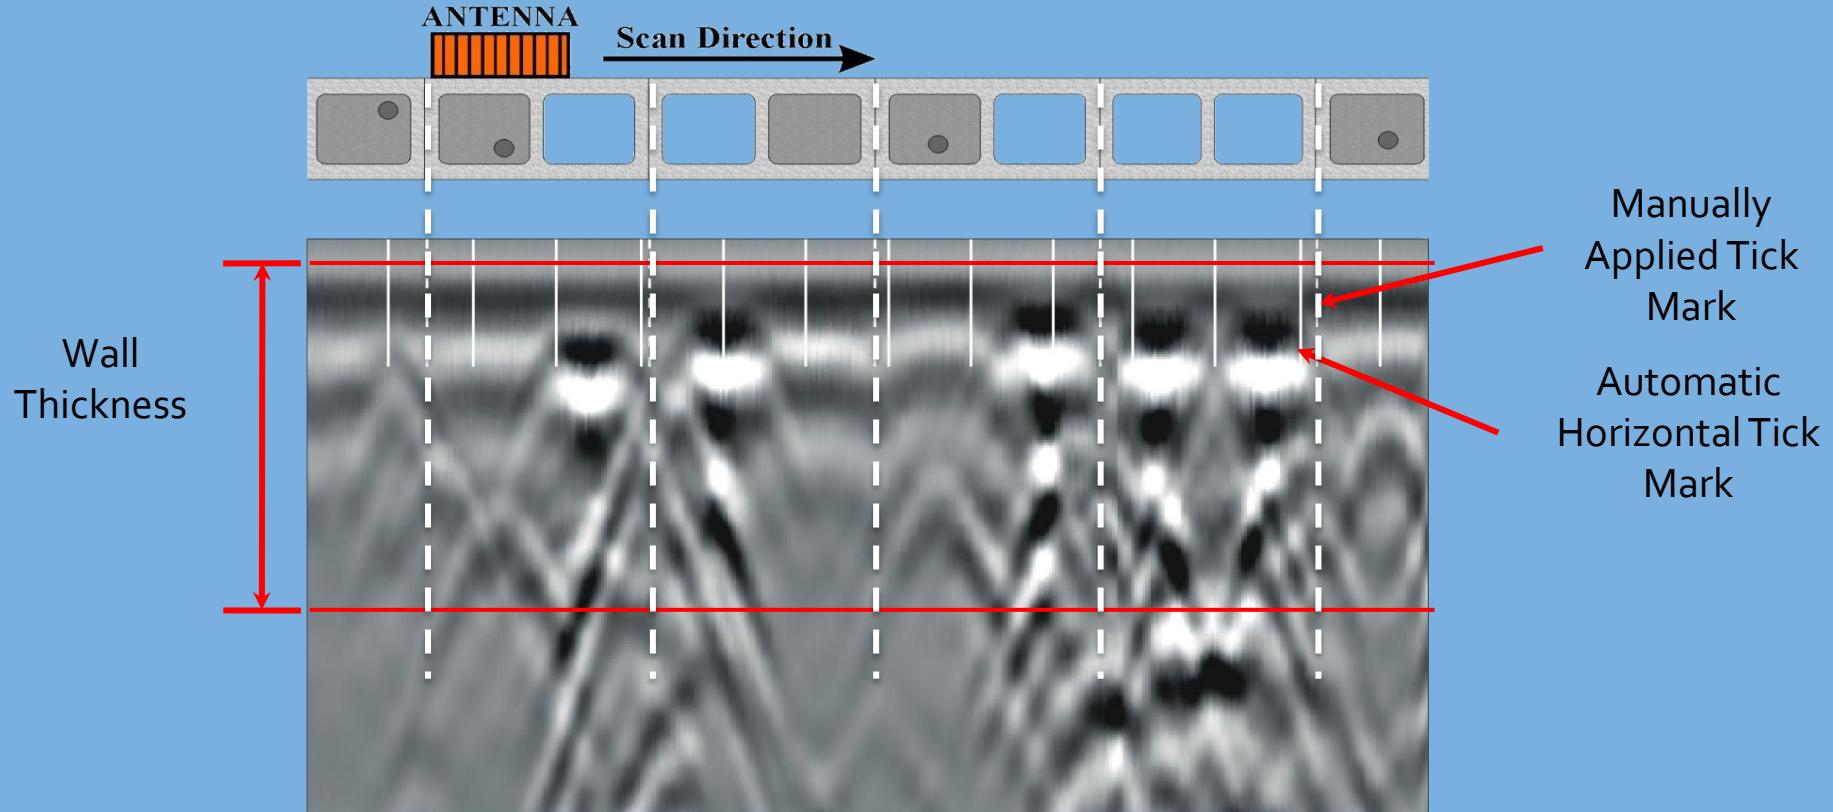 ANTENNA
Scan Direction
Wall
Thickness
Manually
Applied Tick
Mark
Automatic
Horizontal Tick
Mark